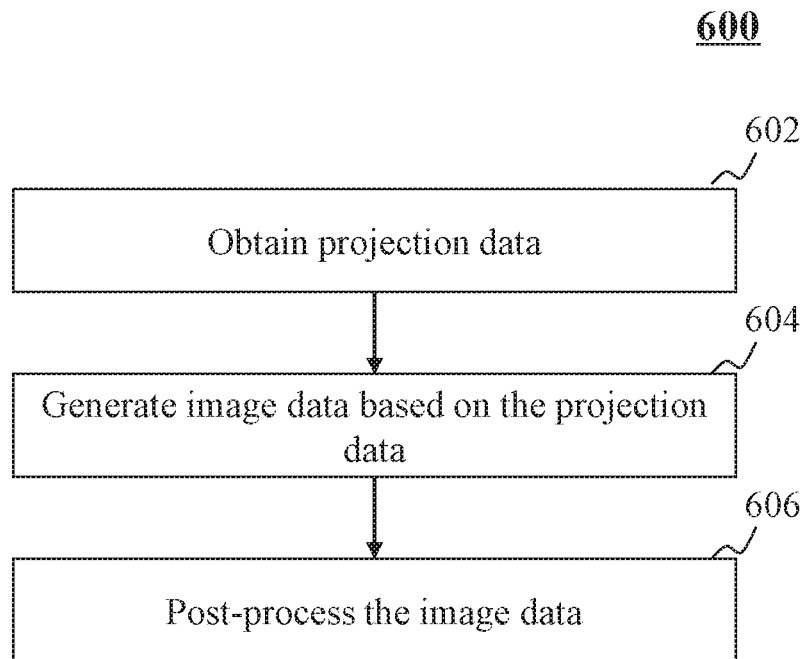 600
602
Obtain projection data
604
Generate image data based on the projection
data
606
Post-process the image data